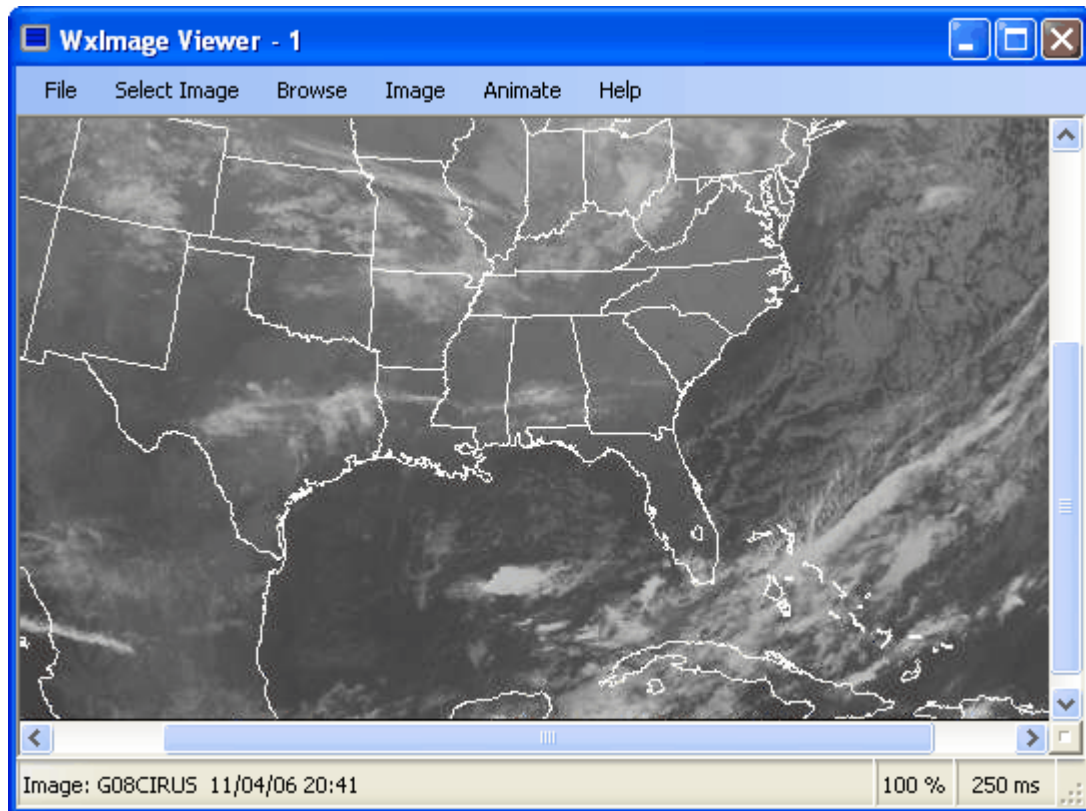 WxImage Viewer - 1
File Select Image Browse Image Animate Help
Image: G08CIRUS 11/04/06 20:41 100 % 250 ms